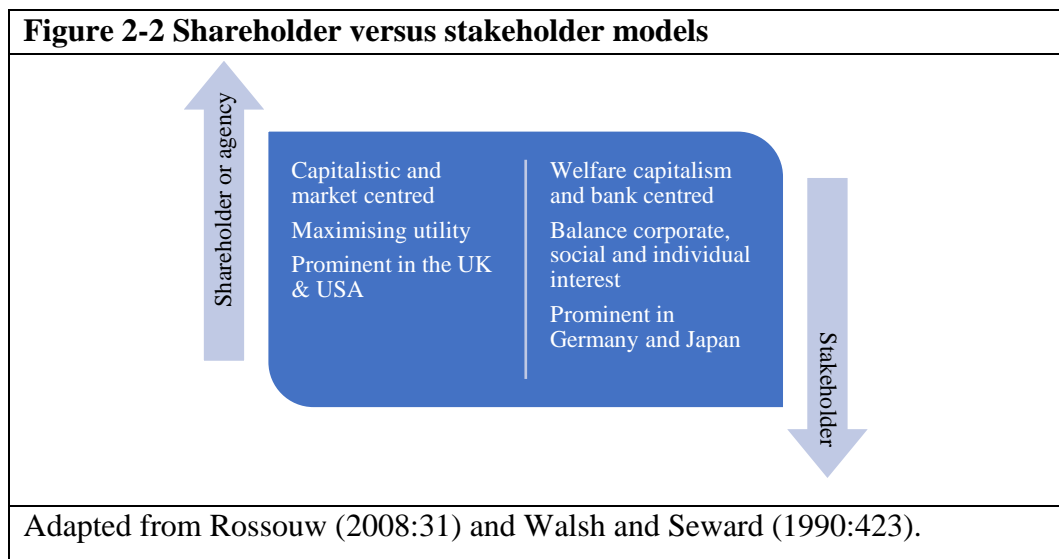 Figure 2-2 Shareholder versus stakeholder models
Shareholder or agency
Capitalistic and
market centred
Maximising utility
Prominent in the UK
& USA
Welfare capitalism
and bank centred
Balance corporate,
social and individual
interest
Prominent in
Germany and Japan
Stakeholder
Adapted from Rossouw (2008:31) and Walsh and Seward (1990:423).